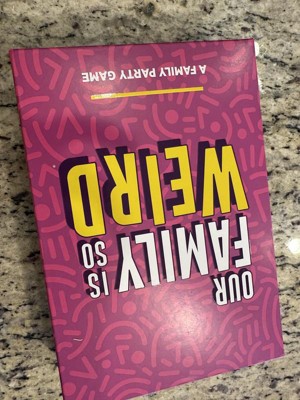 OUR
FAMILY IS SO
WEIRD
A FAMILY PARTY GAME